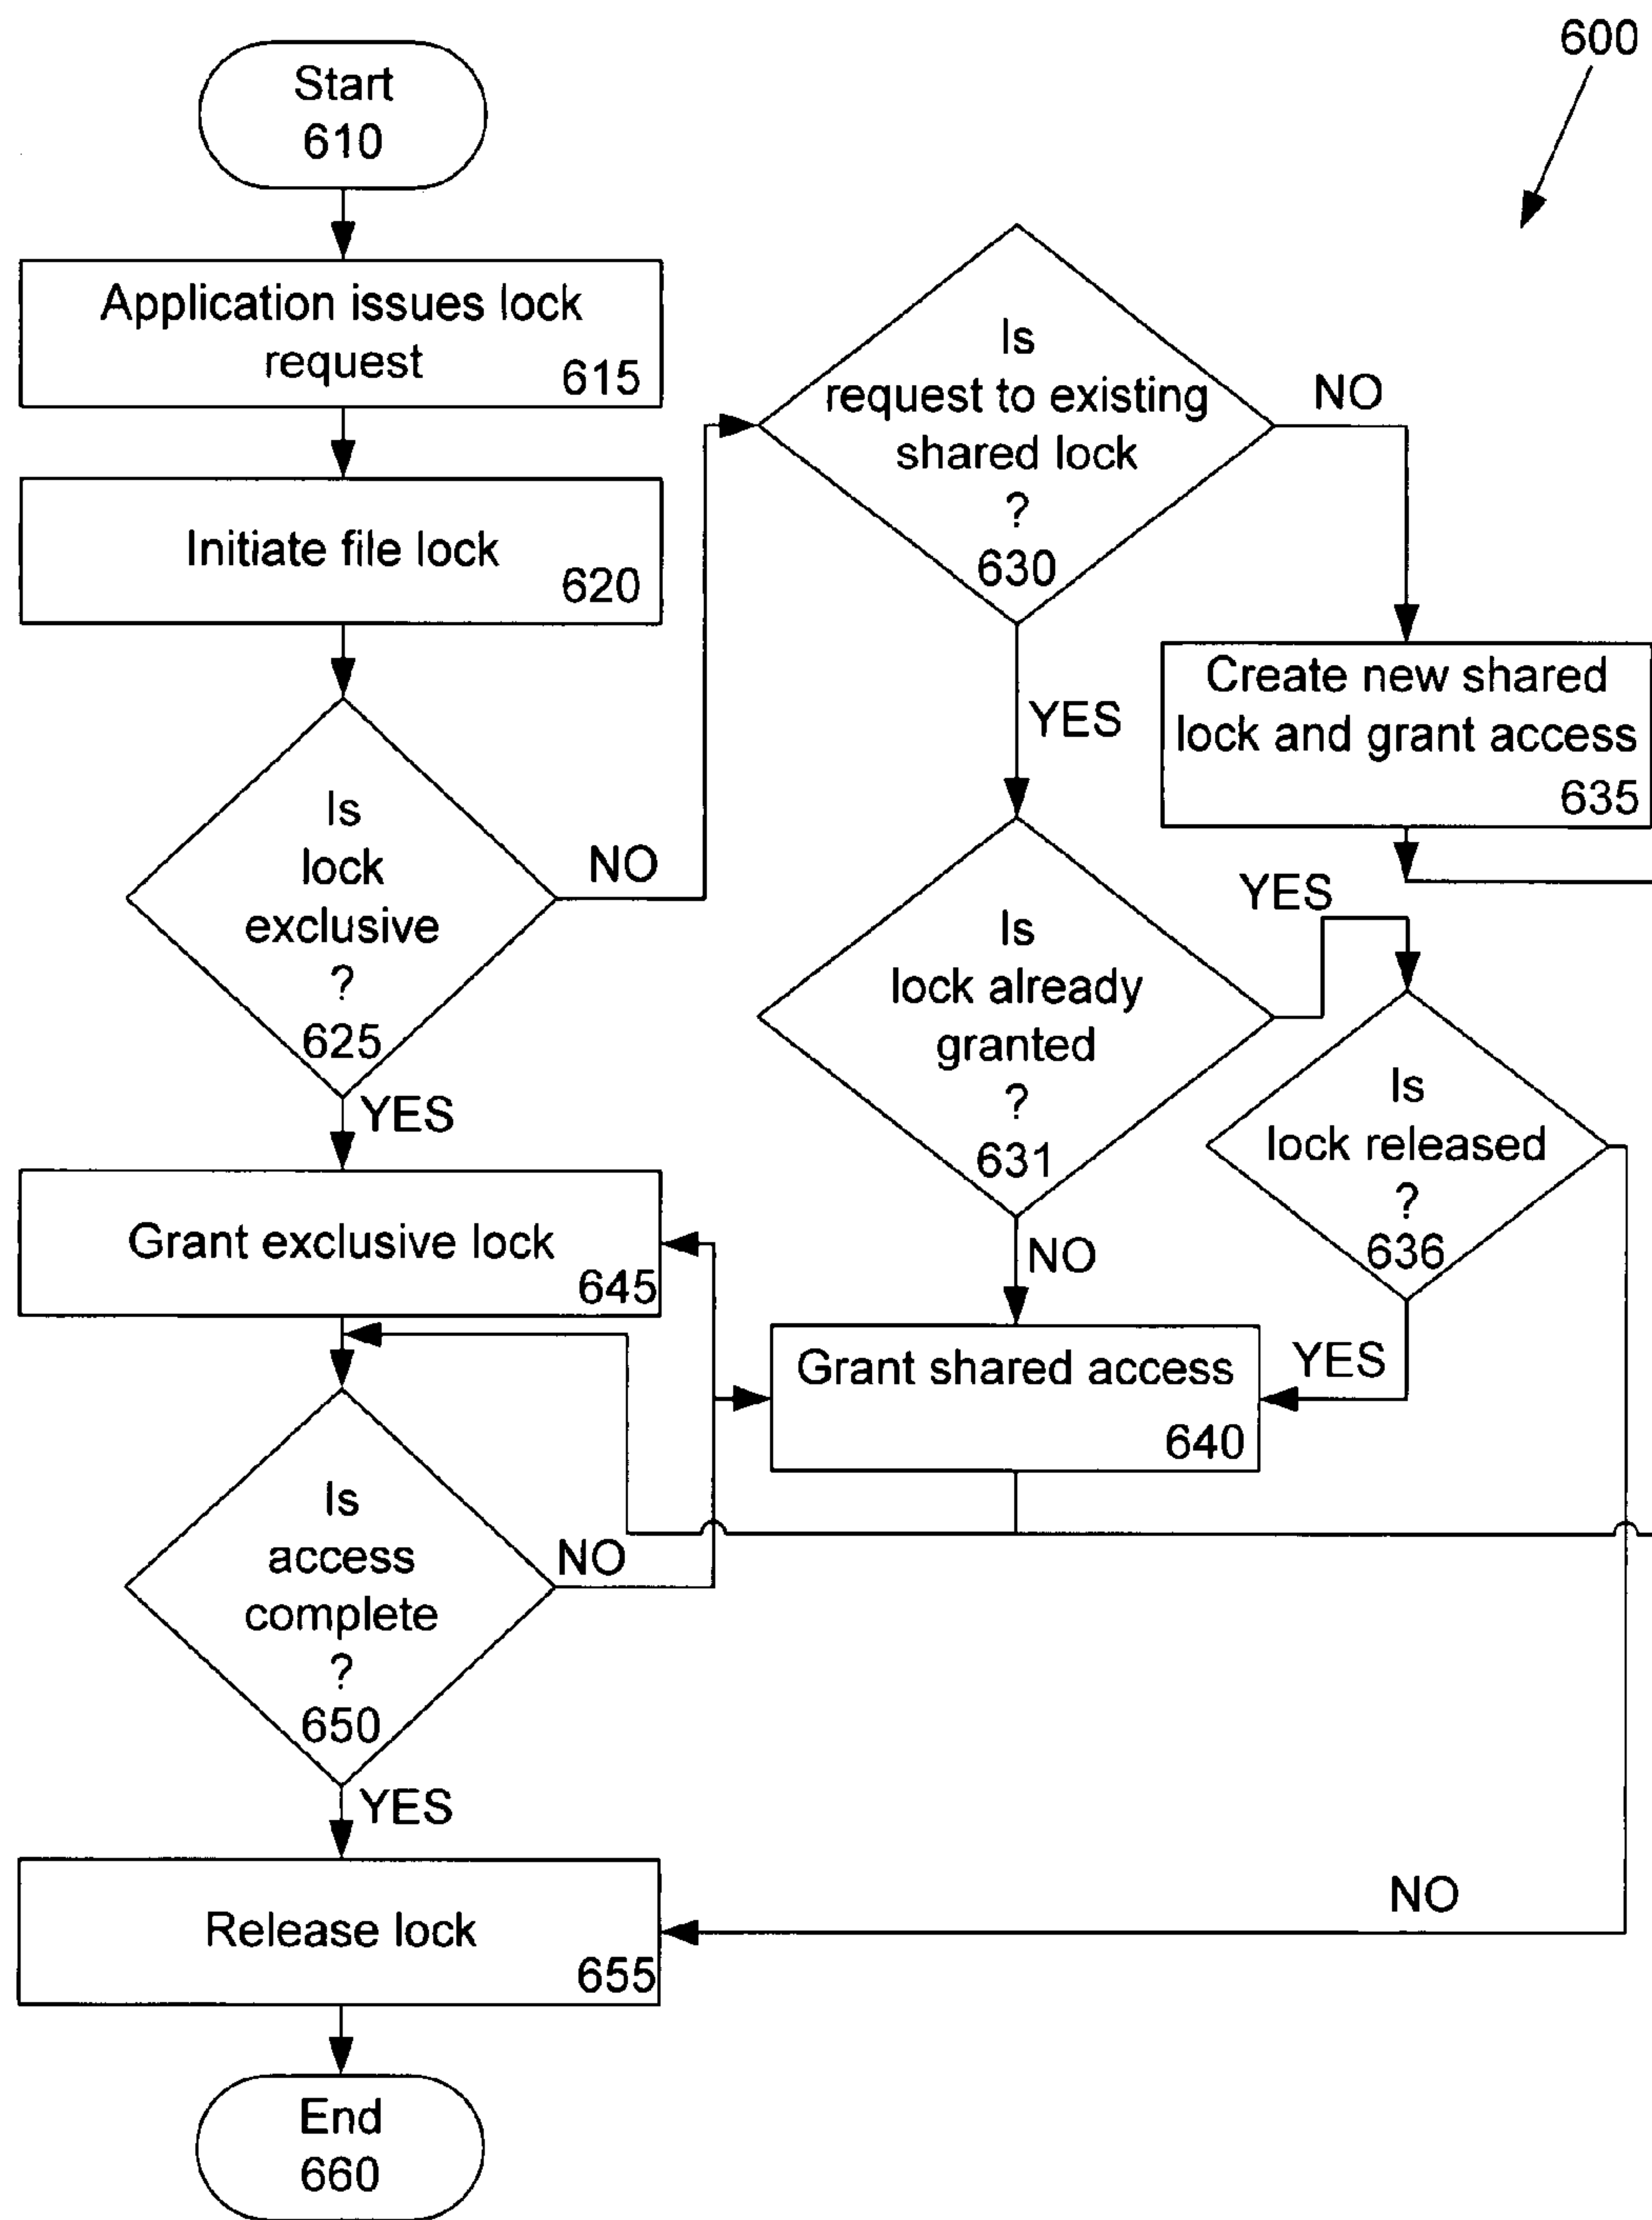 600
Start
610
Application issues lock
request
615
Initiate file lock
620
Is
lock
exclusive
?
625
NO
YES
Is
request to existing
shared lock
?
630
NO
YES
Create new shared
lock and grant access
635
Is
lock already
granted
?
631
YES
NO
Is
lock released
?
636
YES
NO
Grant exclusive lock
645
Grant shared access
640
Is
access
complete
?
650
NO
YES
Release lock
655
End
660